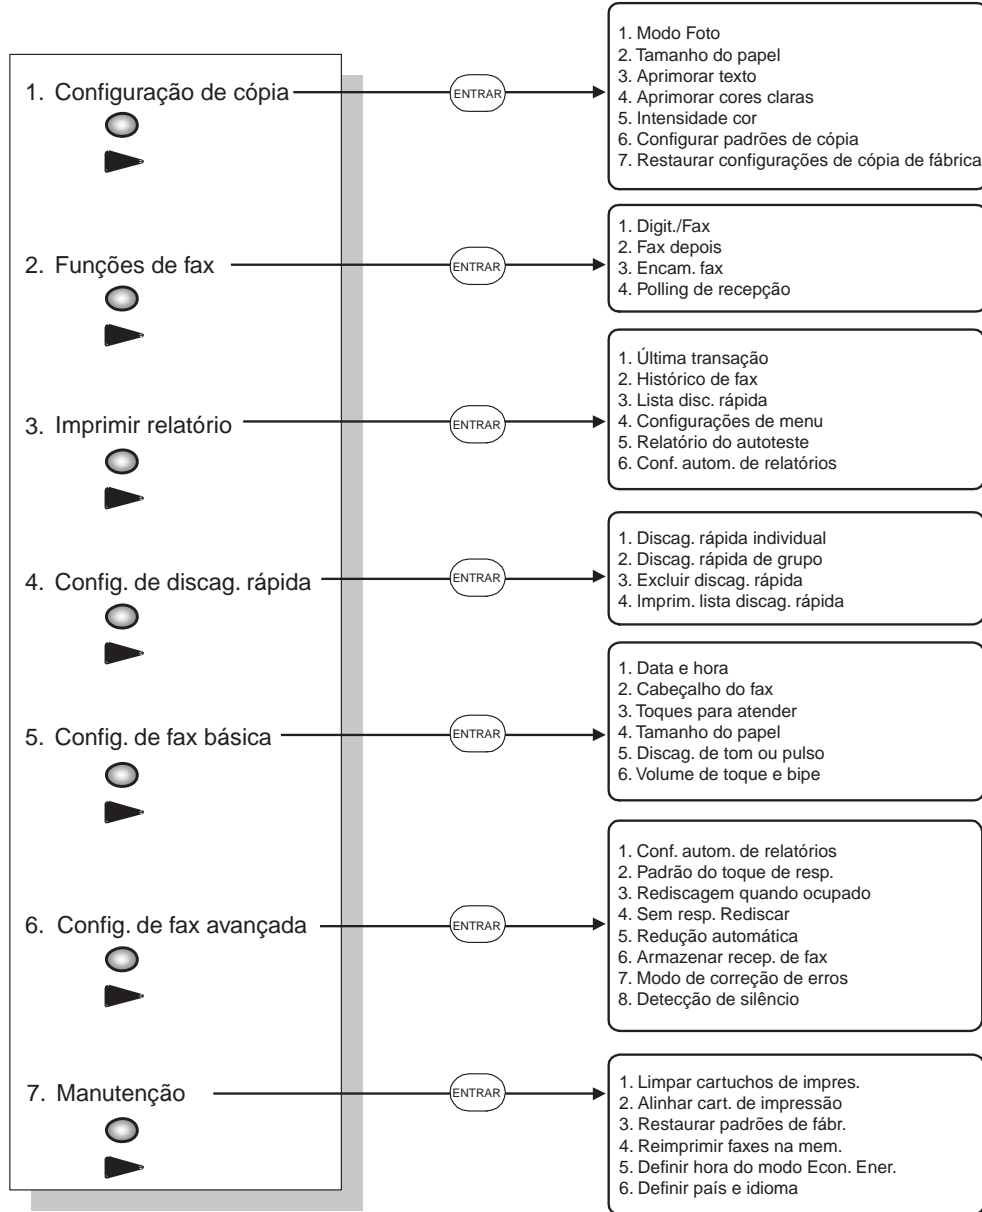 1. Configuração de cópia
ENTRAR
1. Modo Foto
2. Tamanho do papel
3. Aprimorar texto
4. Aprimorar cores claras
5. Intensidade cor
6. Configurar padrões de cópia
7. Restaurar configurações de cópia de fábrica
2. Funções de fax
ENTRAR
1. Digit./Fax
2. Fax depois
3. Encam. fax
4. Polling de recepção
3. Imprimir relatório
ENTRAR
1. Última transação
2. Histórico de fax
3. Lista disc. rápida
4. Configurações de menu
5. Relatório do autoteste
6. Conf. autom. de relatórios
4. Config. de discag. rápida
ENTRAR
1. Discag. rápida individual
2. Discag. rápida de grupo
3. Excluir discag. rápida
4. Imprim. lista discag. rápida
5. Config. de fax básica
ENTRAR
1. Data e hora
2. Cabeçalho do fax
3. Toques para atender
4. Tamanho do papel
5. Discag. de tom ou pulso
6. Volume de toque e bipe
6. Config. de fax avançada
ENTRAR
1. Conf. autom. de relatórios
2. Padrão do toque de resp.
3. Rediscagem quando ocupado
4. Sem resp. Rediscar
5. Redução automática
6. Armazenar recep. de fax
7. Modo de correção de erros
8. Detecção de silêncio
7. Manutenção
ENTRAR
1. Limpar cartuchos de impres.
2. Alinhar cart. de impressão
3. Restaurar padrões de fábr.
4. Reimprimir faxes na mem.
5. Definir hora do modo Econ. Ener.
6. Definir país e idioma